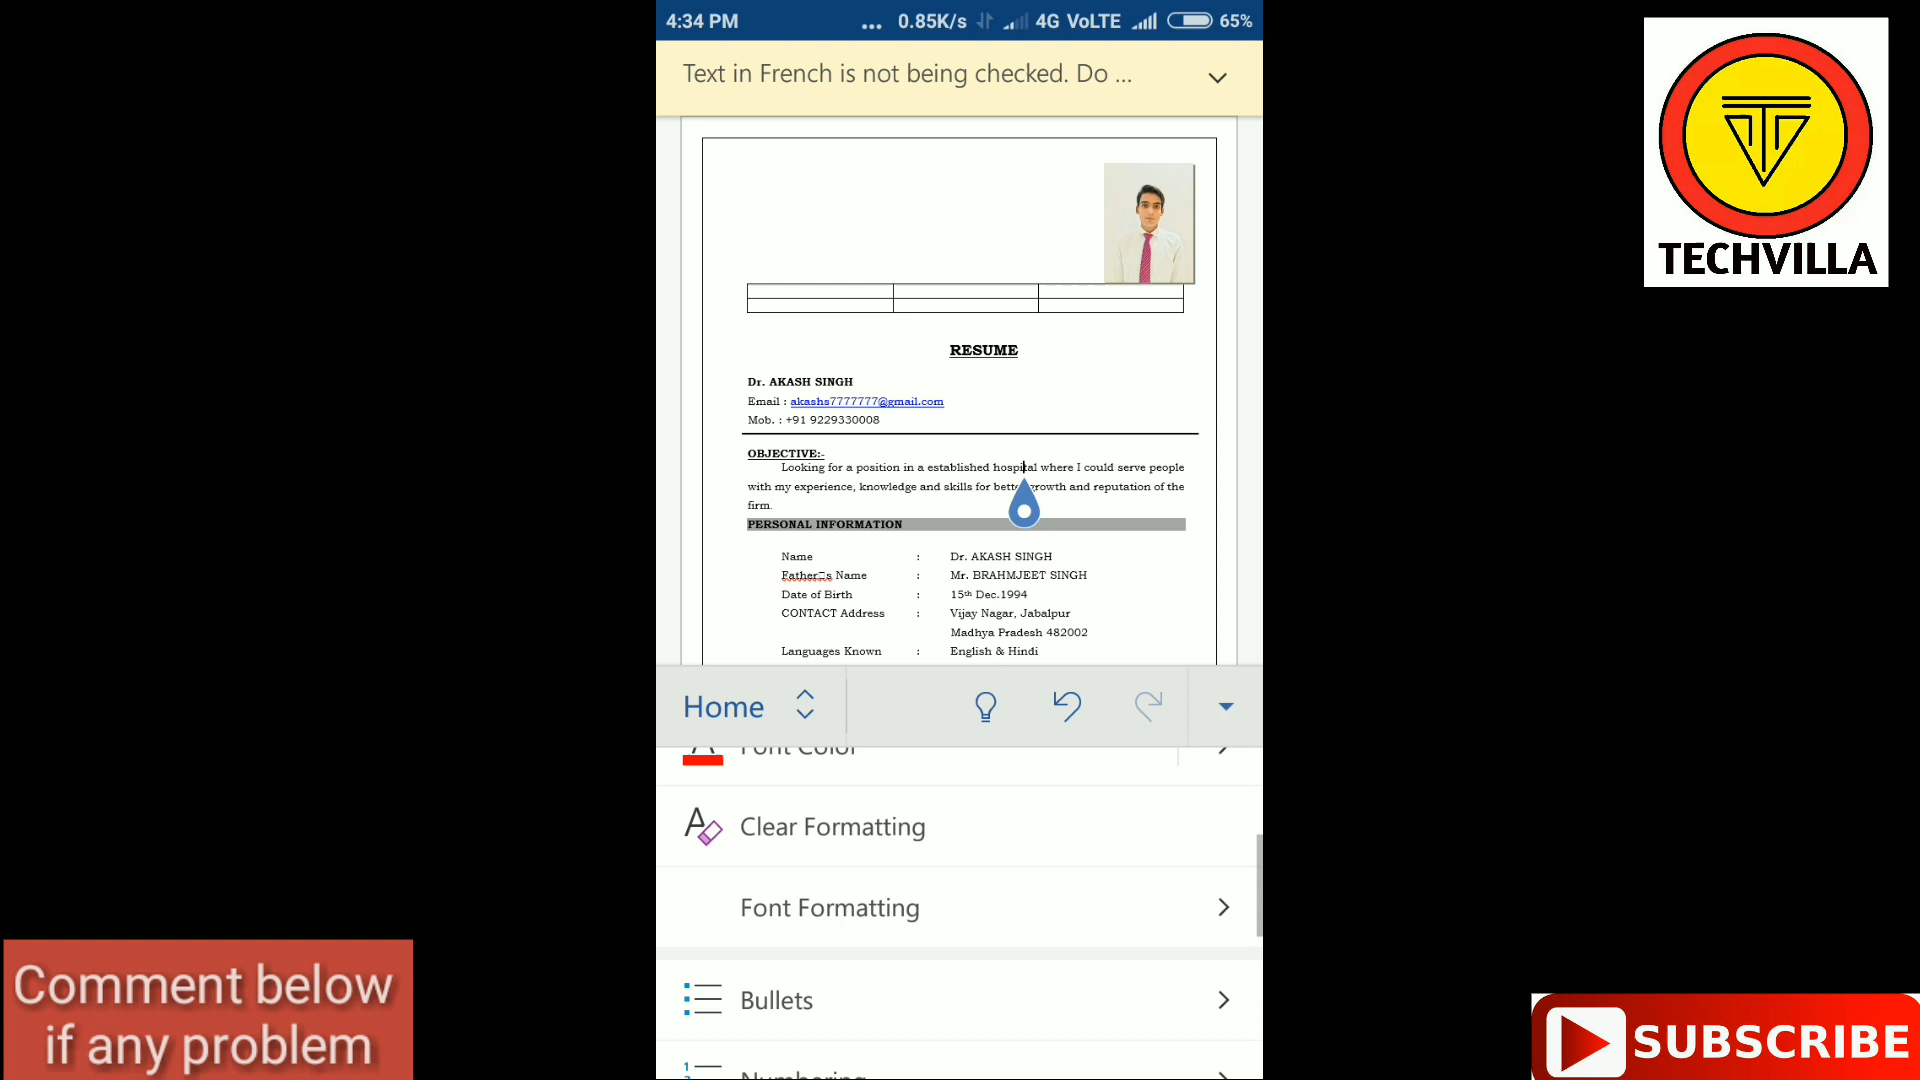 4:34 PM ... 0.85K/s 4G VoLTE 65%
Text in French is not being checked. Do ...
TECHVILLA
RESUME
Dr. AKASH SINGH
Email : akashs7777777@gmail.com
Mob. : +91 9229330008
OBJECTIVE:-
Looking for a position in a established hospital where I could serve people
with my experience, knowledge and skills for bette growth and reputation of the
firm.
PERSONAL INFORMATION
Name : Dr. AKASH SINGH
Father□s Name : Mr. BRAHMJEET SINGH
Date of Birth : 15th Dec.1994
CONTACT Address : Vijay Nagar, Jabalpur
Madhya Pradesh 482002
Languages Known : English & Hindi
Home
Font Color
Clear Formatting
Font Formatting
Bullets
Numbering
Comment below
if any problem
SUBSCRIBE